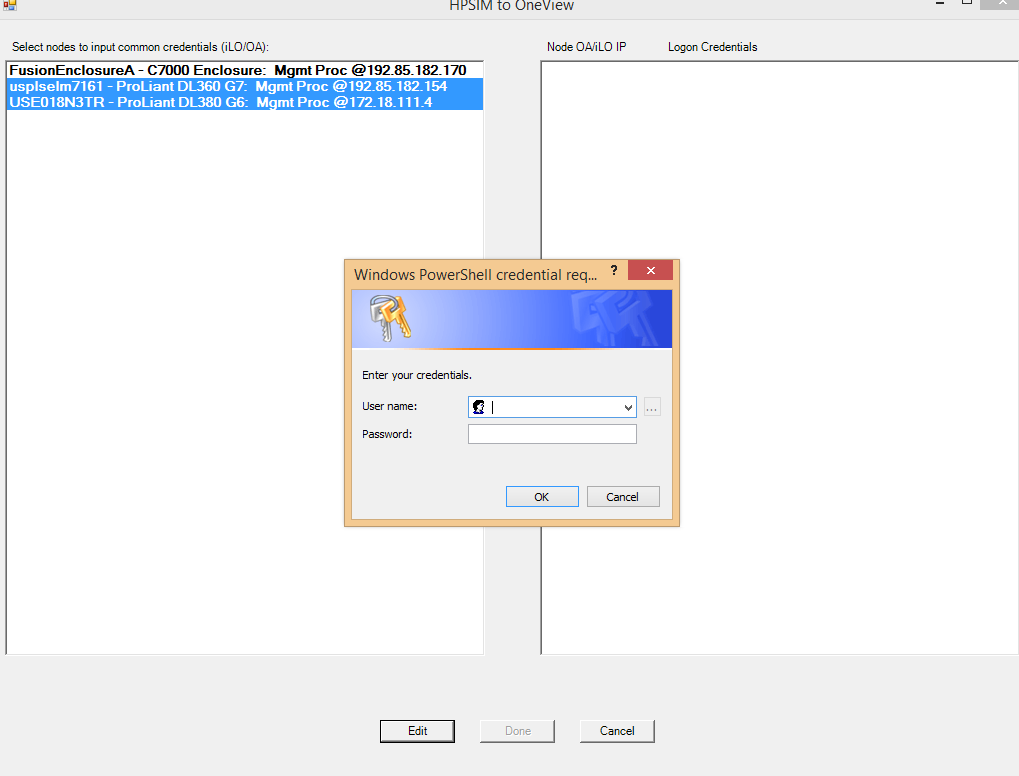 HPSIM to OneView
Select nodes to input common credentials (iLO/OA):
Node OA/iLO IP
Logon Credentials
FusionEnclosureA - C7000 Enclosure: Mgmt Proc @192.85.182.170
usplselm7161 - ProLiant DL360 G7: Mgmt Proc @192.85.182.154
USE018N3TR - ProLiant DL380 G6: Mgmt Proc @172.18.111.4
Windows PowerShell credential req...
?
Enter your credentials.
User name:
...
Password:
OK
Cancel
Edit
Done
Cancel